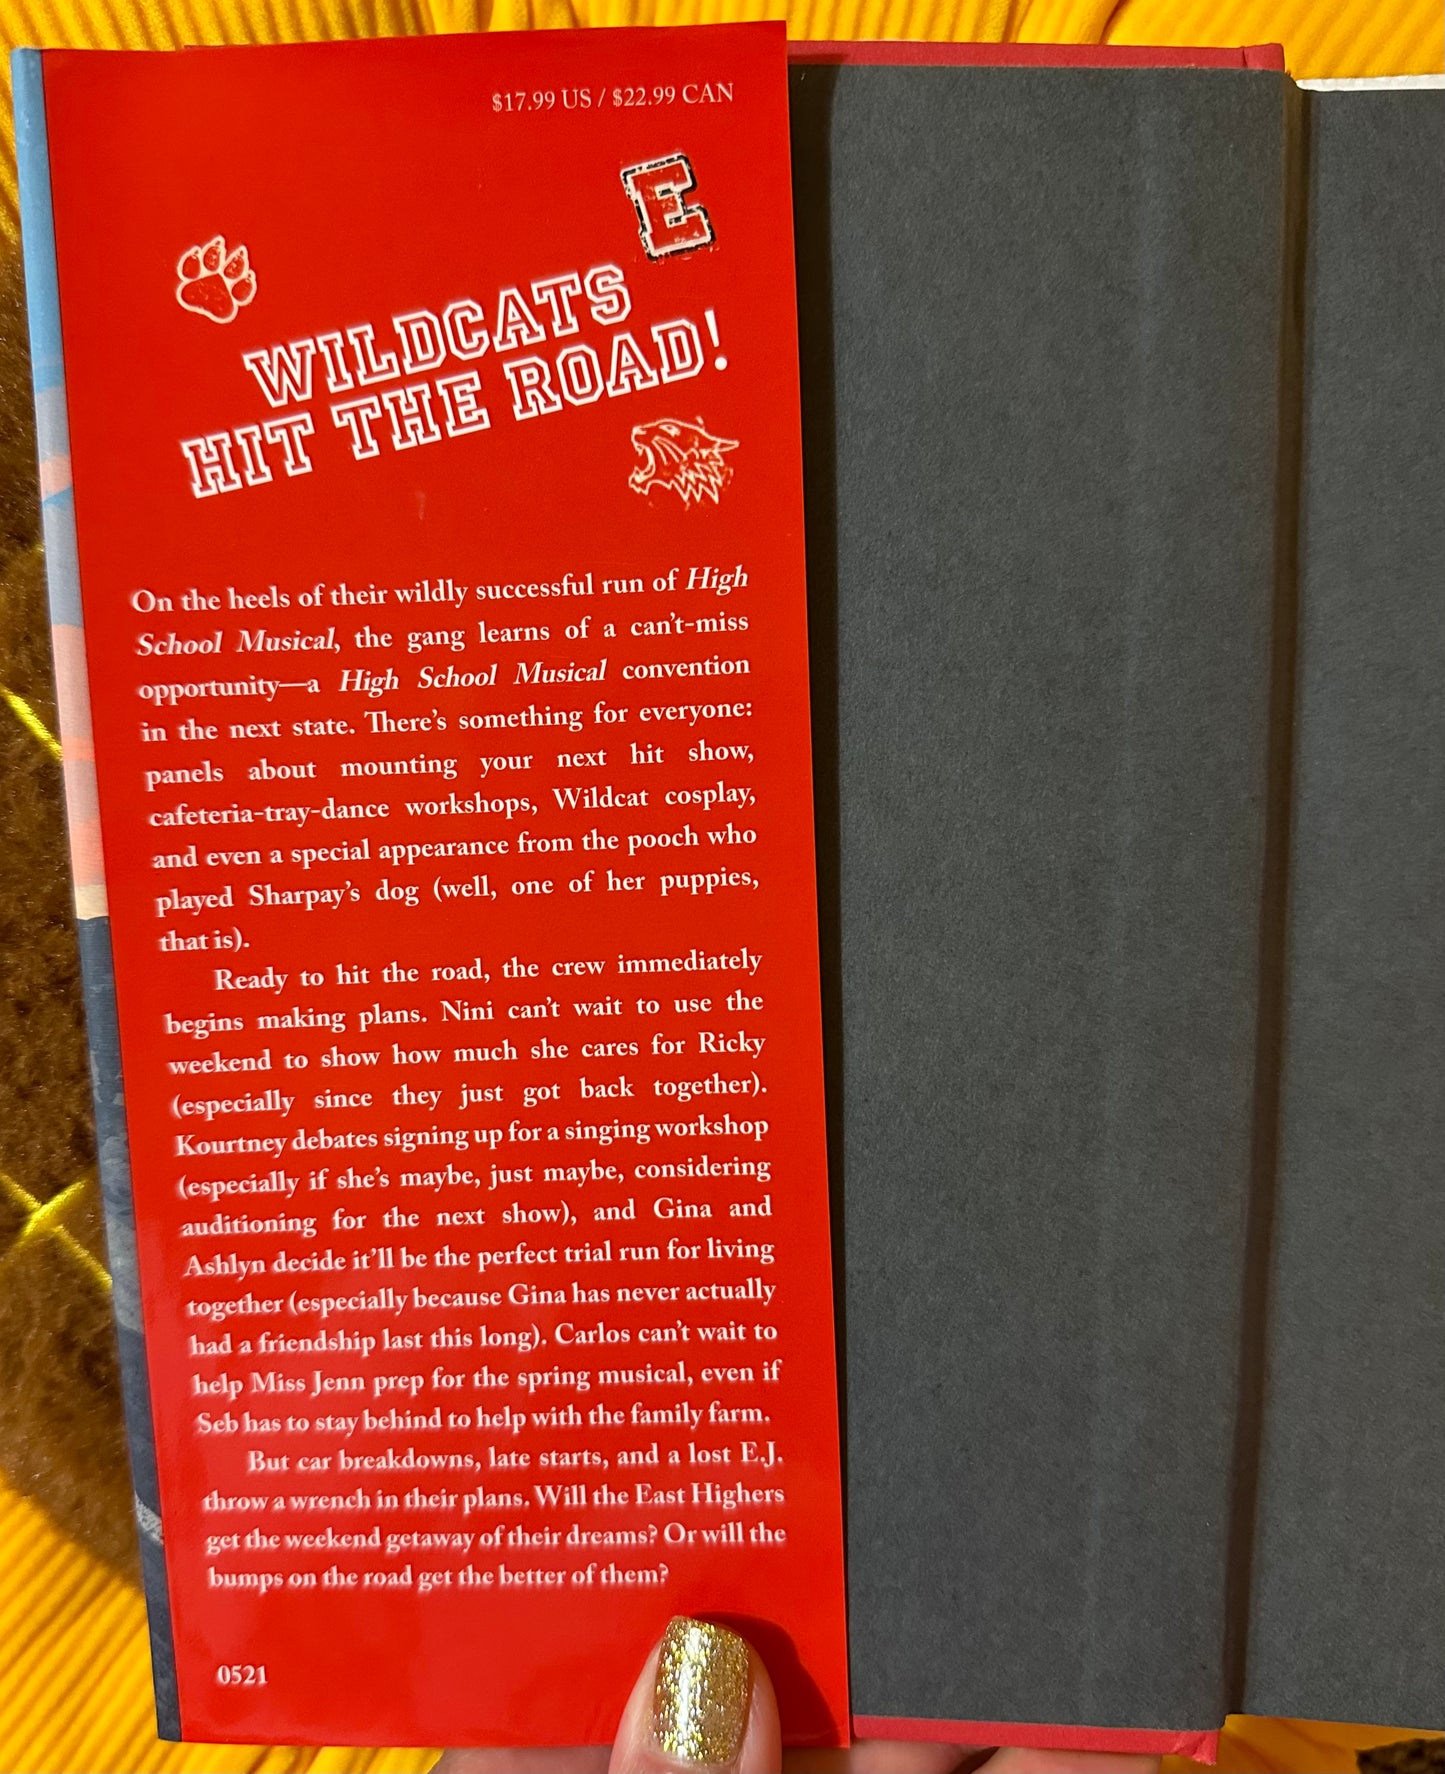 $17.99 US / $22.99 CAN
E
WILDCATS
HIT THE ROAD!
On the heels of their wildly successful run of High
School Musical, the gang learns of a can't-miss
opportunity—a High School Musical convention
in the next state. There's something for everyone:
panels about mounting your next hit show,
cafeteria-tray-dance workshops, Wildcat cosplay,
and even a special appearance from the pooch who
played Sharpay's dog (well, one of her puppies,
that is).
Ready to hit the road, the crew immediately
begins making plans. Nini can't wait to use the
weekend to show how much she cares for Ricky
(especially since they just got back together).
Kourtney debates signing up for a singing workshop
(especially if she's maybe, just maybe, considering
auditioning for the next show), and Gina and
Ashlyn decide it'll be the perfect trial run for living
together (especially because Gina has never actually
had a friendship last this long). Carlos can't wait to
help Miss Jenn prep for the spring musical, even if
Seb has to stay behind to help with the family farm.
But car breakdowns, late starts, and a lost E.J.
throw a wrench in their plans. Will the East Highers
get the weekend getaway of their dreams? Or will the
bumps on the road get the better of them?
0521